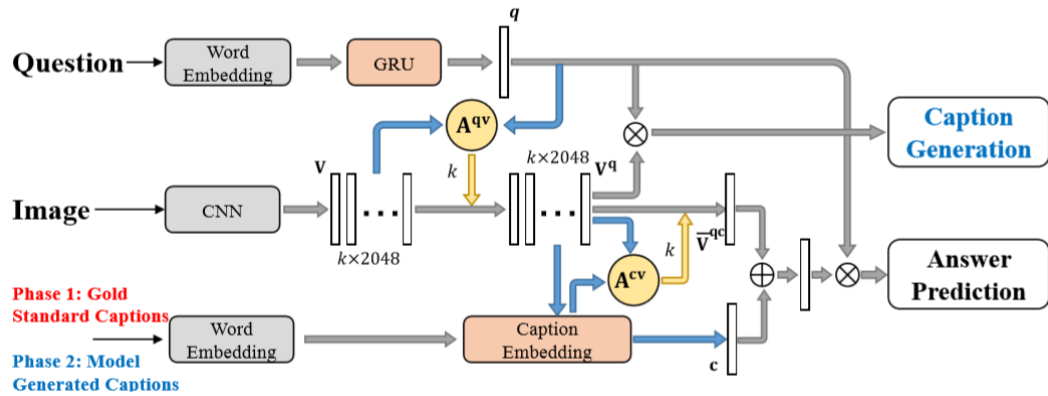 q
Question
Word
Embedding
GRU
A^qv
Caption
Generation
k
k×2048
V^q
V
Image
CNN
k×2048
V̅^qc
k
A^cv
Answer
Prediction
Phase 1: Gold
Standard Captions
Word
Embedding
Caption
Embedding
Phase 2: Model
Generated Captions
c